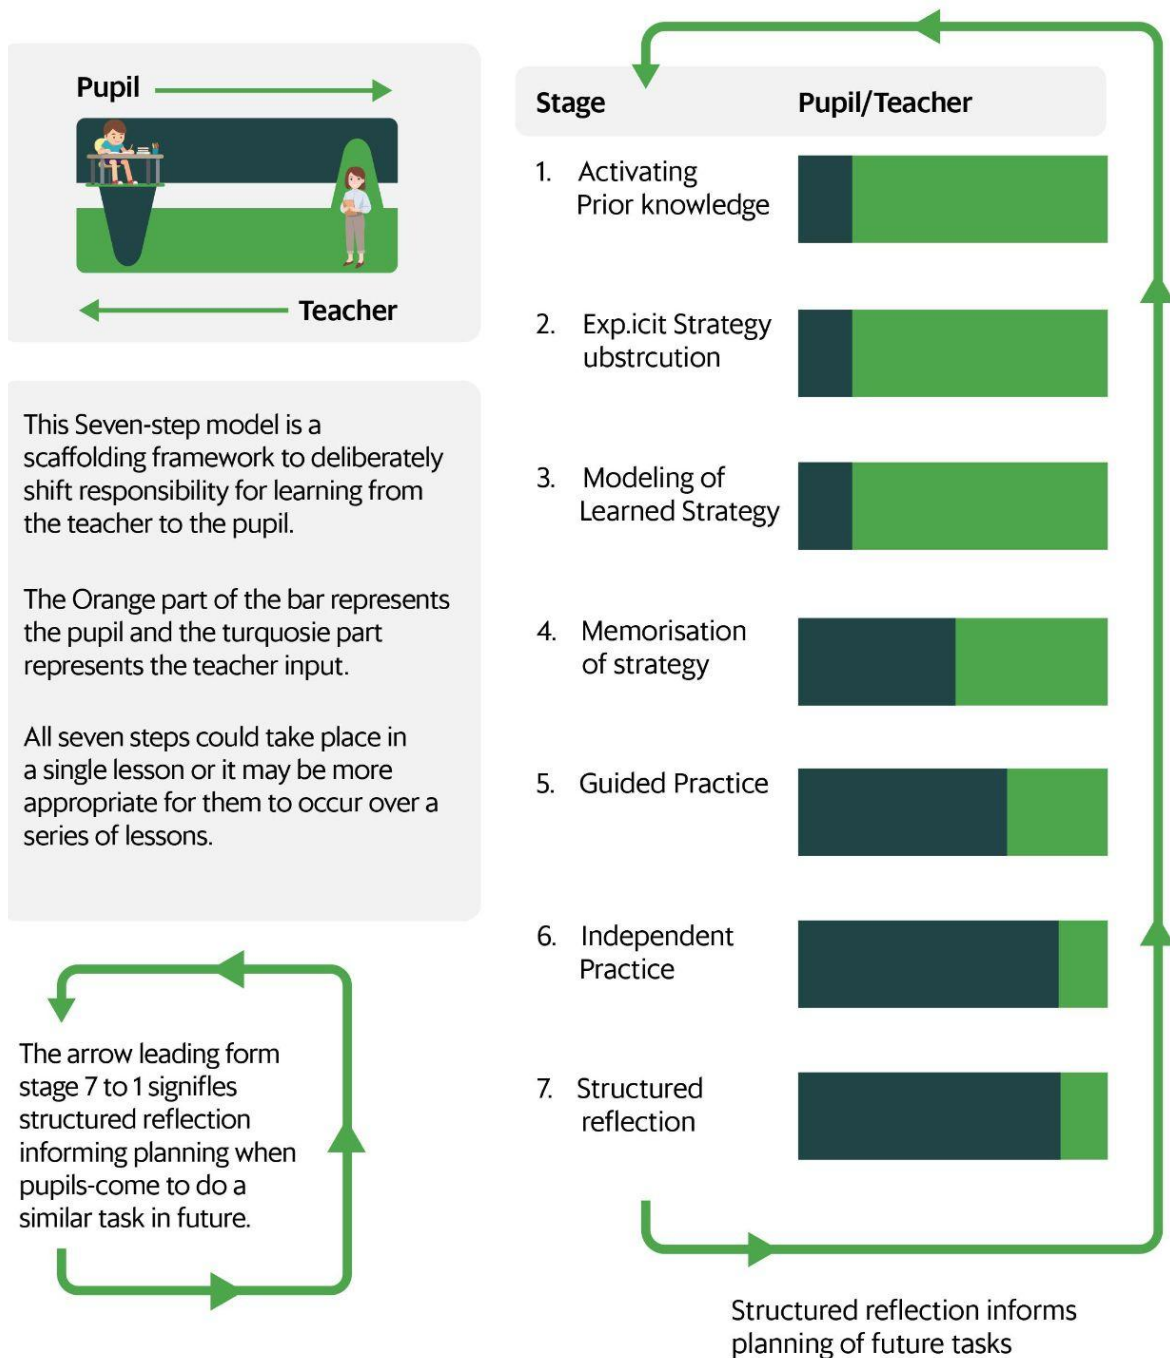 Pupil
Teacher
This Seven-step model is a
scaffolding framework to deliberately
shift responsibility for learning from
the teacher to the pupil.
The Orange part of the bar represents
the pupil and the turquosie part
represents the teacher input.
All seven steps could take place in
a single lesson or it may be more
appropriate for them to occur over a
series of lessons.
The arrow leading form
stage 7 to 1 signifles
structured reflection
informing planning when
pupils-come to do a
similar task in future.
Stage Pupil/Teacher
1. Activating
Prior knowledge
2. Exp.icit Strategy
ubstrcution
3. Modeling of
Learned Strategy
4. Memorisation
of strategy
5. Guided Practice
6. Independent
Practice
7. Structured
reflection
Structured reflection informs
planning of future tasks